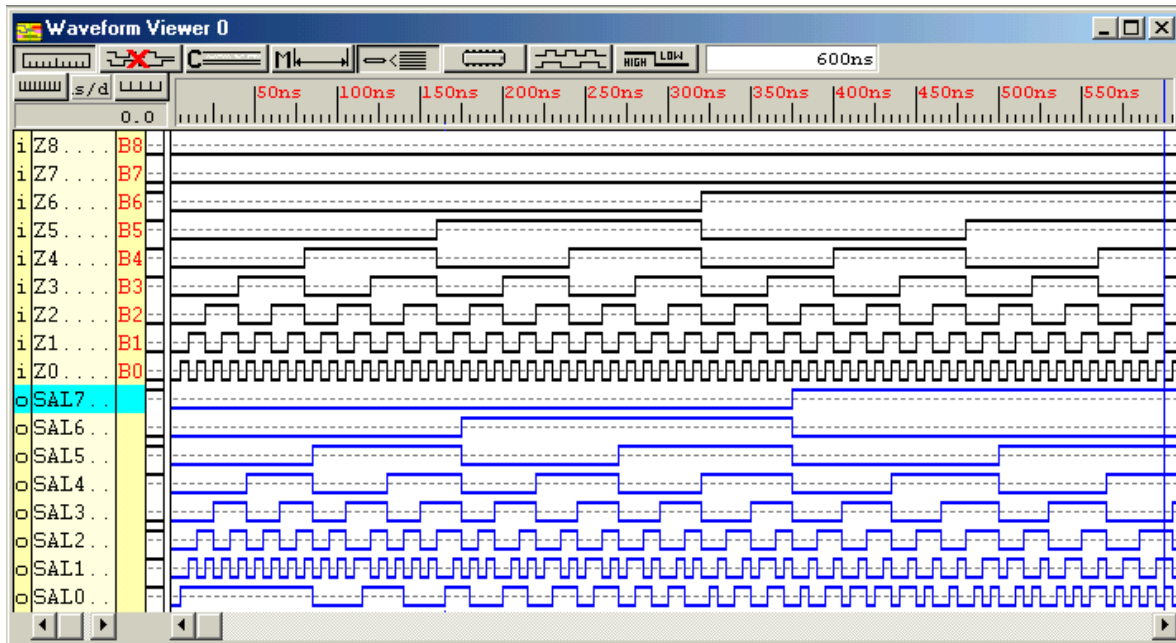 Waveform Viewer 0
C M HIGH LOW 600ns
s/d 50ns 100ns 150ns 200ns 250ns 300ns 350ns 400ns 450ns 500ns 550ns
0.0
i Z8.... B8
i Z7.... B7
i Z6.... B6
i Z5.... B5
i Z4.... B4
i Z3.... B3
i Z2.... B2
i Z1.... B1
i Z0.... B0
o SAL7..
o SAL6..
o SAL5..
o SAL4..
o SAL3..
o SAL2..
o SAL1..
o SAL0..